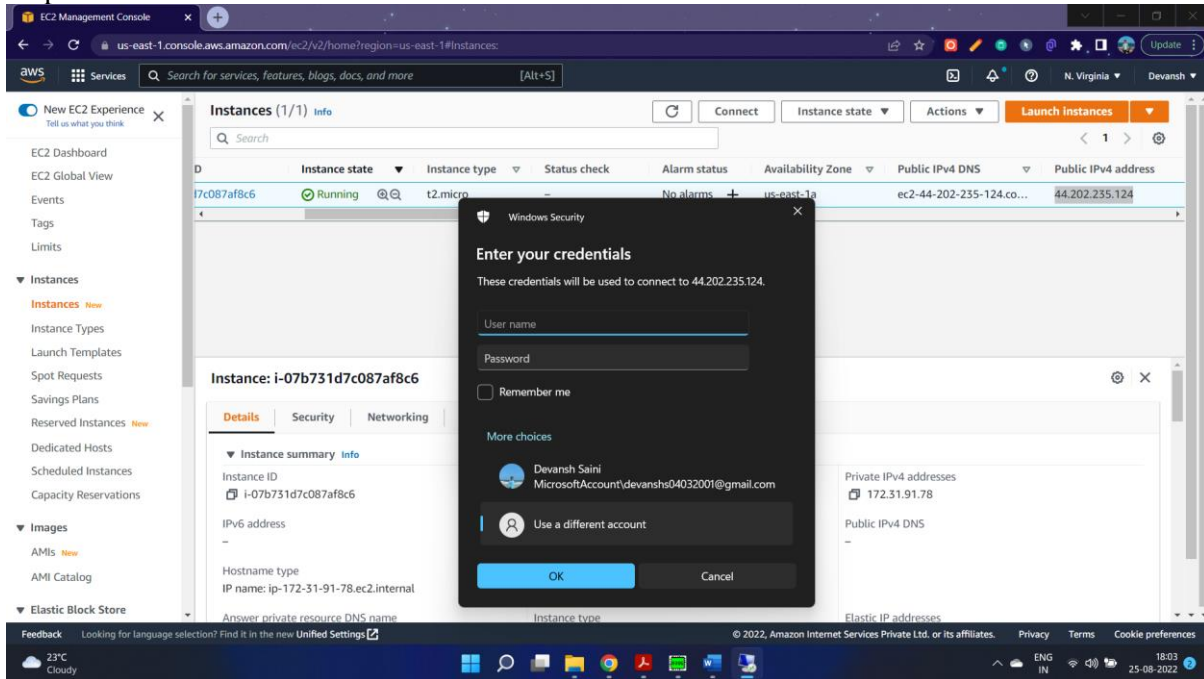 EC2 Management Console
us-east-1.console.aws.amazon.com/ec2/v2/home?region=us-east-1#Instances:
Update
aws
Services
Search for services, features, blogs, docs, and more
[Alt+S]
N. Virginia
Devansh
New EC2 Experience
Tell us what you think
EC2 Dashboard
EC2 Global View
Events
Tags
Limits
Instances
Instances New
Instance Types
Launch Templates
Spot Requests
Savings Plans
Reserved Instances New
Dedicated Hosts
Scheduled Instances
Capacity Reservations
Images
AMIs New
AMI Catalog
Elastic Block Store
Instances (1/1) Info
Connect
Instance state
Actions
Launch instances
Search
1
D Instance state Instance type Status check Alarm status Availability Zone Public IPv4 DNS Public IPv4 address
17c087af8c6 Running t2.micro – No alarms + us-east-1a ec2-44-202-235-124.co... 44.202.235.124
Windows Security
Enter your credentials
These credentials will be used to connect to 44.202.235.124.
User name
Password
Remember me
More choices
Devansh Saini
MicrosoftAccount\devanshs04032001@gmail.com
Use a different account
OK
Cancel
Instance: i-07b731d7c087af8c6
Details
Security
Networking
Instance summary Info
Instance ID
i-07b731d7c087af8c6
Private IPv4 addresses
172.31.91.78
IPv6 address
–
Public IPv4 DNS
–
Hostname type
IP name: ip-172-31-91-78.ec2.internal
Answer private resource DNS name
Instance type
Elastic IP addresses
Feedback
Looking for language selection? Find it in the new Unified Settings
© 2022, Amazon Internet Services Private Ltd. or its affiliates.
Privacy
Terms
Cookie preferences
23°C
Cloudy
ENG
IN
18:03
25-08-2022
2